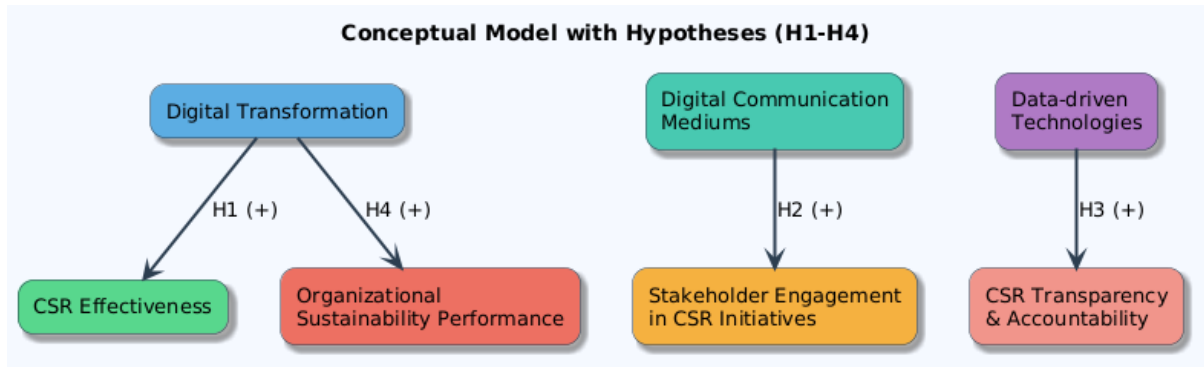 Conceptual Model with Hypotheses (H1-H4)
Digital Transformation
Digital Communication
Mediums
Data-driven
Technologies
H1 (+)
H4 (+)
H2 (+)
H3 (+)
CSR Effectiveness
Organizational
Sustainability Performance
Stakeholder Engagement
in CSR Initiatives
CSR Transparency
& Accountability